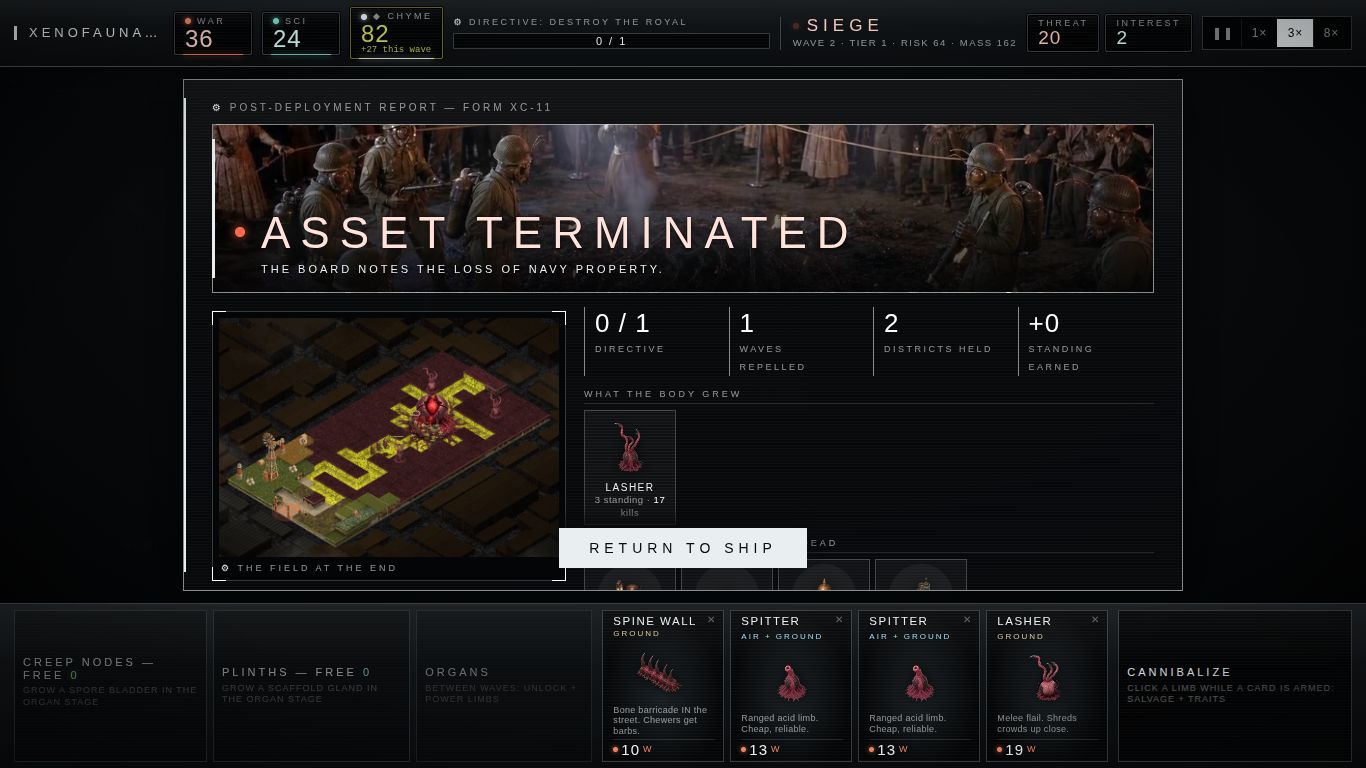 XENOFAUNA…
WAR
36
SCI
24
CHYME
82
+27 this wave
DIRECTIVE: DESTROY THE ROYAL
0 / 1
SIEGE
WAVE 2 · TIER 1 · RISK 64 · MASS 162
THREAT
20
INTEREST
2
1×
3×
8×
POST-DEPLOYMENT REPORT — FORM XC-11
ASSET TERMINATED
THE BOARD NOTES THE LOSS OF NAVY PROPERTY.
0 / 1
DIRECTIVE
1
WAVES
REPELLED
2
DISTRICTS HELD
+0
STANDING
EARNED
WHAT THE BODY GREW
LASHER
3 standing · 17
kills
EAD
RETURN TO SHIP
THE FIELD AT THE END
CREEP NODES —
FREE 0
GROW A SPORE BLADDER IN THE
ORGAN STAGE
PLINTHS — FREE 0
GROW A SCAFFOLD GLAND IN
THE ORGAN STAGE
ORGANS
BETWEEN WAVES: UNLOCK +
POWER LIMBS
SPINE WALL ×
GROUND
Bone barricade IN the
street. Chewers get
barbs.
10 W
SPITTER ×
AIR + GROUND
Ranged acid limb.
Cheap, reliable.
13 W
SPITTER ×
AIR + GROUND
Ranged acid limb.
Cheap, reliable.
13 W
LASHER ×
GROUND
Melee flail. Shreds
crowds up close.
19 W
CANNIBALIZE
CLICK A LIMB WHILE A CARD IS ARMED:
SALVAGE + TRAITS